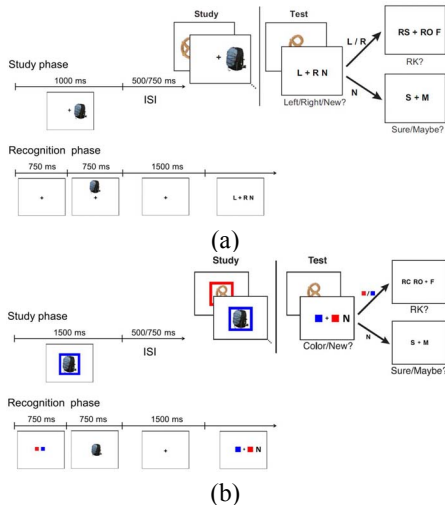 Study
Test
L / R
RS + RO F
RK?
Study phase
1000 ms
500/750 ms
ISI
+
+
L + R N
Left/Right/New?
N
S + M
Sure/Maybe?
Recognition phase
750 ms
750 ms
1500 ms
+
+
+
L + R N
(a)
Study
Test
RC RO + F
RK?
Study phase
1500 ms
500/750 ms
ISI
+ N
Color/New?
/
N
S + M
Sure/Maybe?
Recognition phase
750 ms
750 ms
1500 ms
+
+ N
(b)